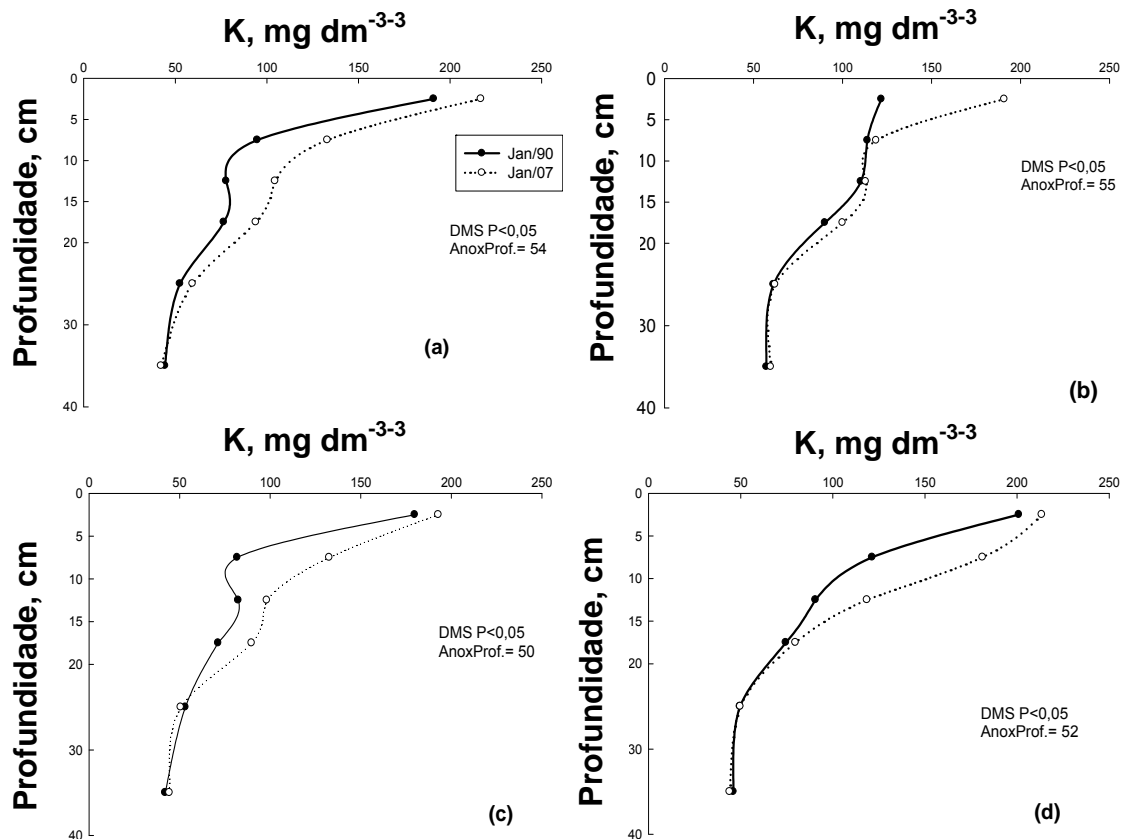 K, mg dm-3-3
0 50 100 150 200 250
0
5
10
15
20
30
40
Profundidade, cm
Jan/90
Jan/07
DMS P<0,05
AnoxProf.= 54
(a)
K, mg dm-3-3
0 50 100 150 200 250
0
5
10
15
20
30
40
Profundidade, cm
DMS P<0,05
AnoxProf.= 55
(b)
K, mg dm-3-3
0 50 100 150 200 250
0
5
10
15
20
30
40
Profundidade, cm
DMS P<0,05
AnoxProf.= 50
(c)
K, mg dm-3-3
0 50 100 150 200 250
0
5
10
15
20
30
40
Profundidade, cm
DMS P<0,05
AnoxProf.= 52
(d)